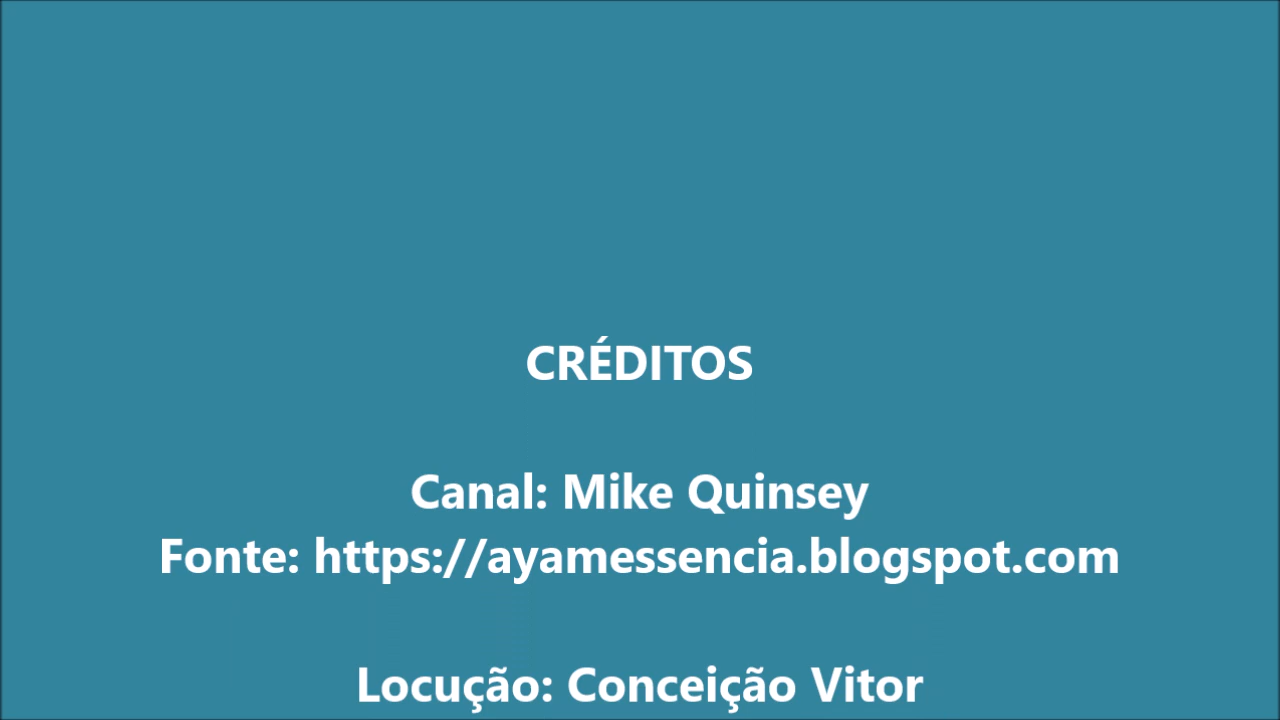 CRÉDITOS
Canal: Mike Quinsey
Fonte: https://ayamessencia.blogspot.com
Locução: Conceição Vitor